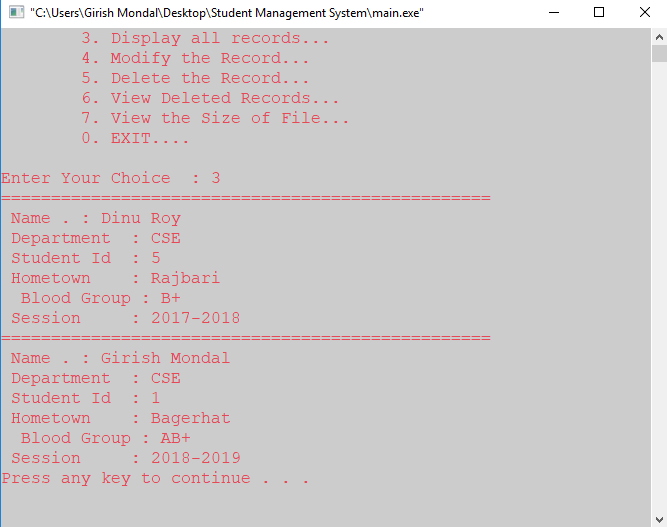 "C:\Users\Girish Mondal\Desktop\Student Management System\main.exe"
3. Display all records...
4. Modify the Record...
5. Delete the Record...
6. View Deleted Records...
7. View the Size of File...
0. EXIT....
Enter Your Choice  : 3
=================================================
Name . : Dinu Roy
Department  : CSE
Student Id  : 5
Hometown    : Rajbari
Blood Group : B+
Session     : 2017-2018
=================================================
Name . : Girish Mondal
Department  : CSE
Student Id  : 1
Hometown    : Bagerhat
Blood Group : AB+
Session     : 2018-2019
Press any key to continue . . .